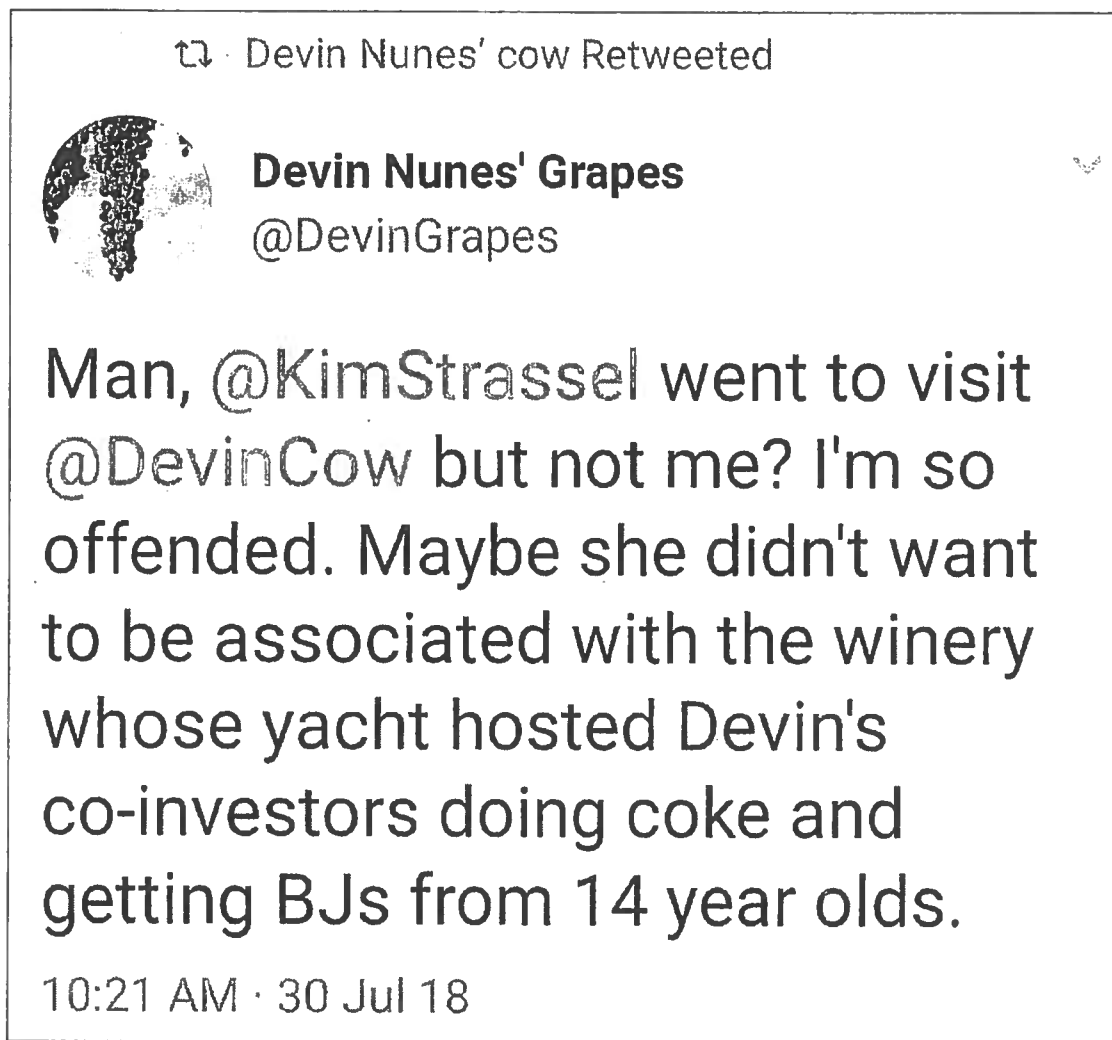 Devin Nunes' cow Retweeted
Devin Nunes' Grapes
@DevinGrapes
Man, @KimStrassel went to visit
@DevinCow but not me? I'm so
offended. Maybe she didn't want
to be associated with the winery
whose yacht hosted Devin's
co-investors doing coke and
getting BJs from 14 year olds.
10:21 AM · 30 Jul 18